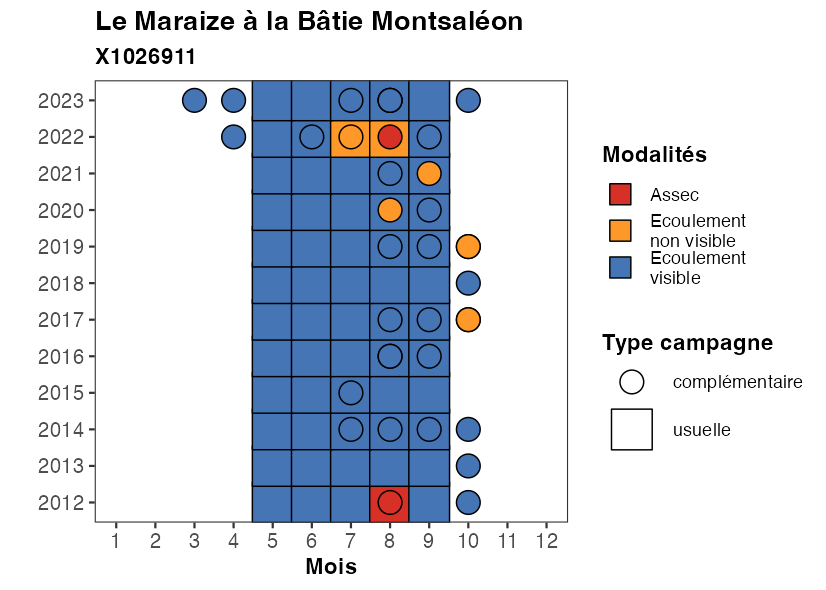 Le Maraize à la Bâtie Montsaléon
X1026911
2023
2022
2021
2020
2019
2018
2017
2016
2015
2014
2013
2012
1 2 3 4 5 6 7 8 9 10 11 12
Mois
Modalités
Assec
Ecoulement
non visible
Ecoulement
visible
Type campagne
complémentaire
usuelle